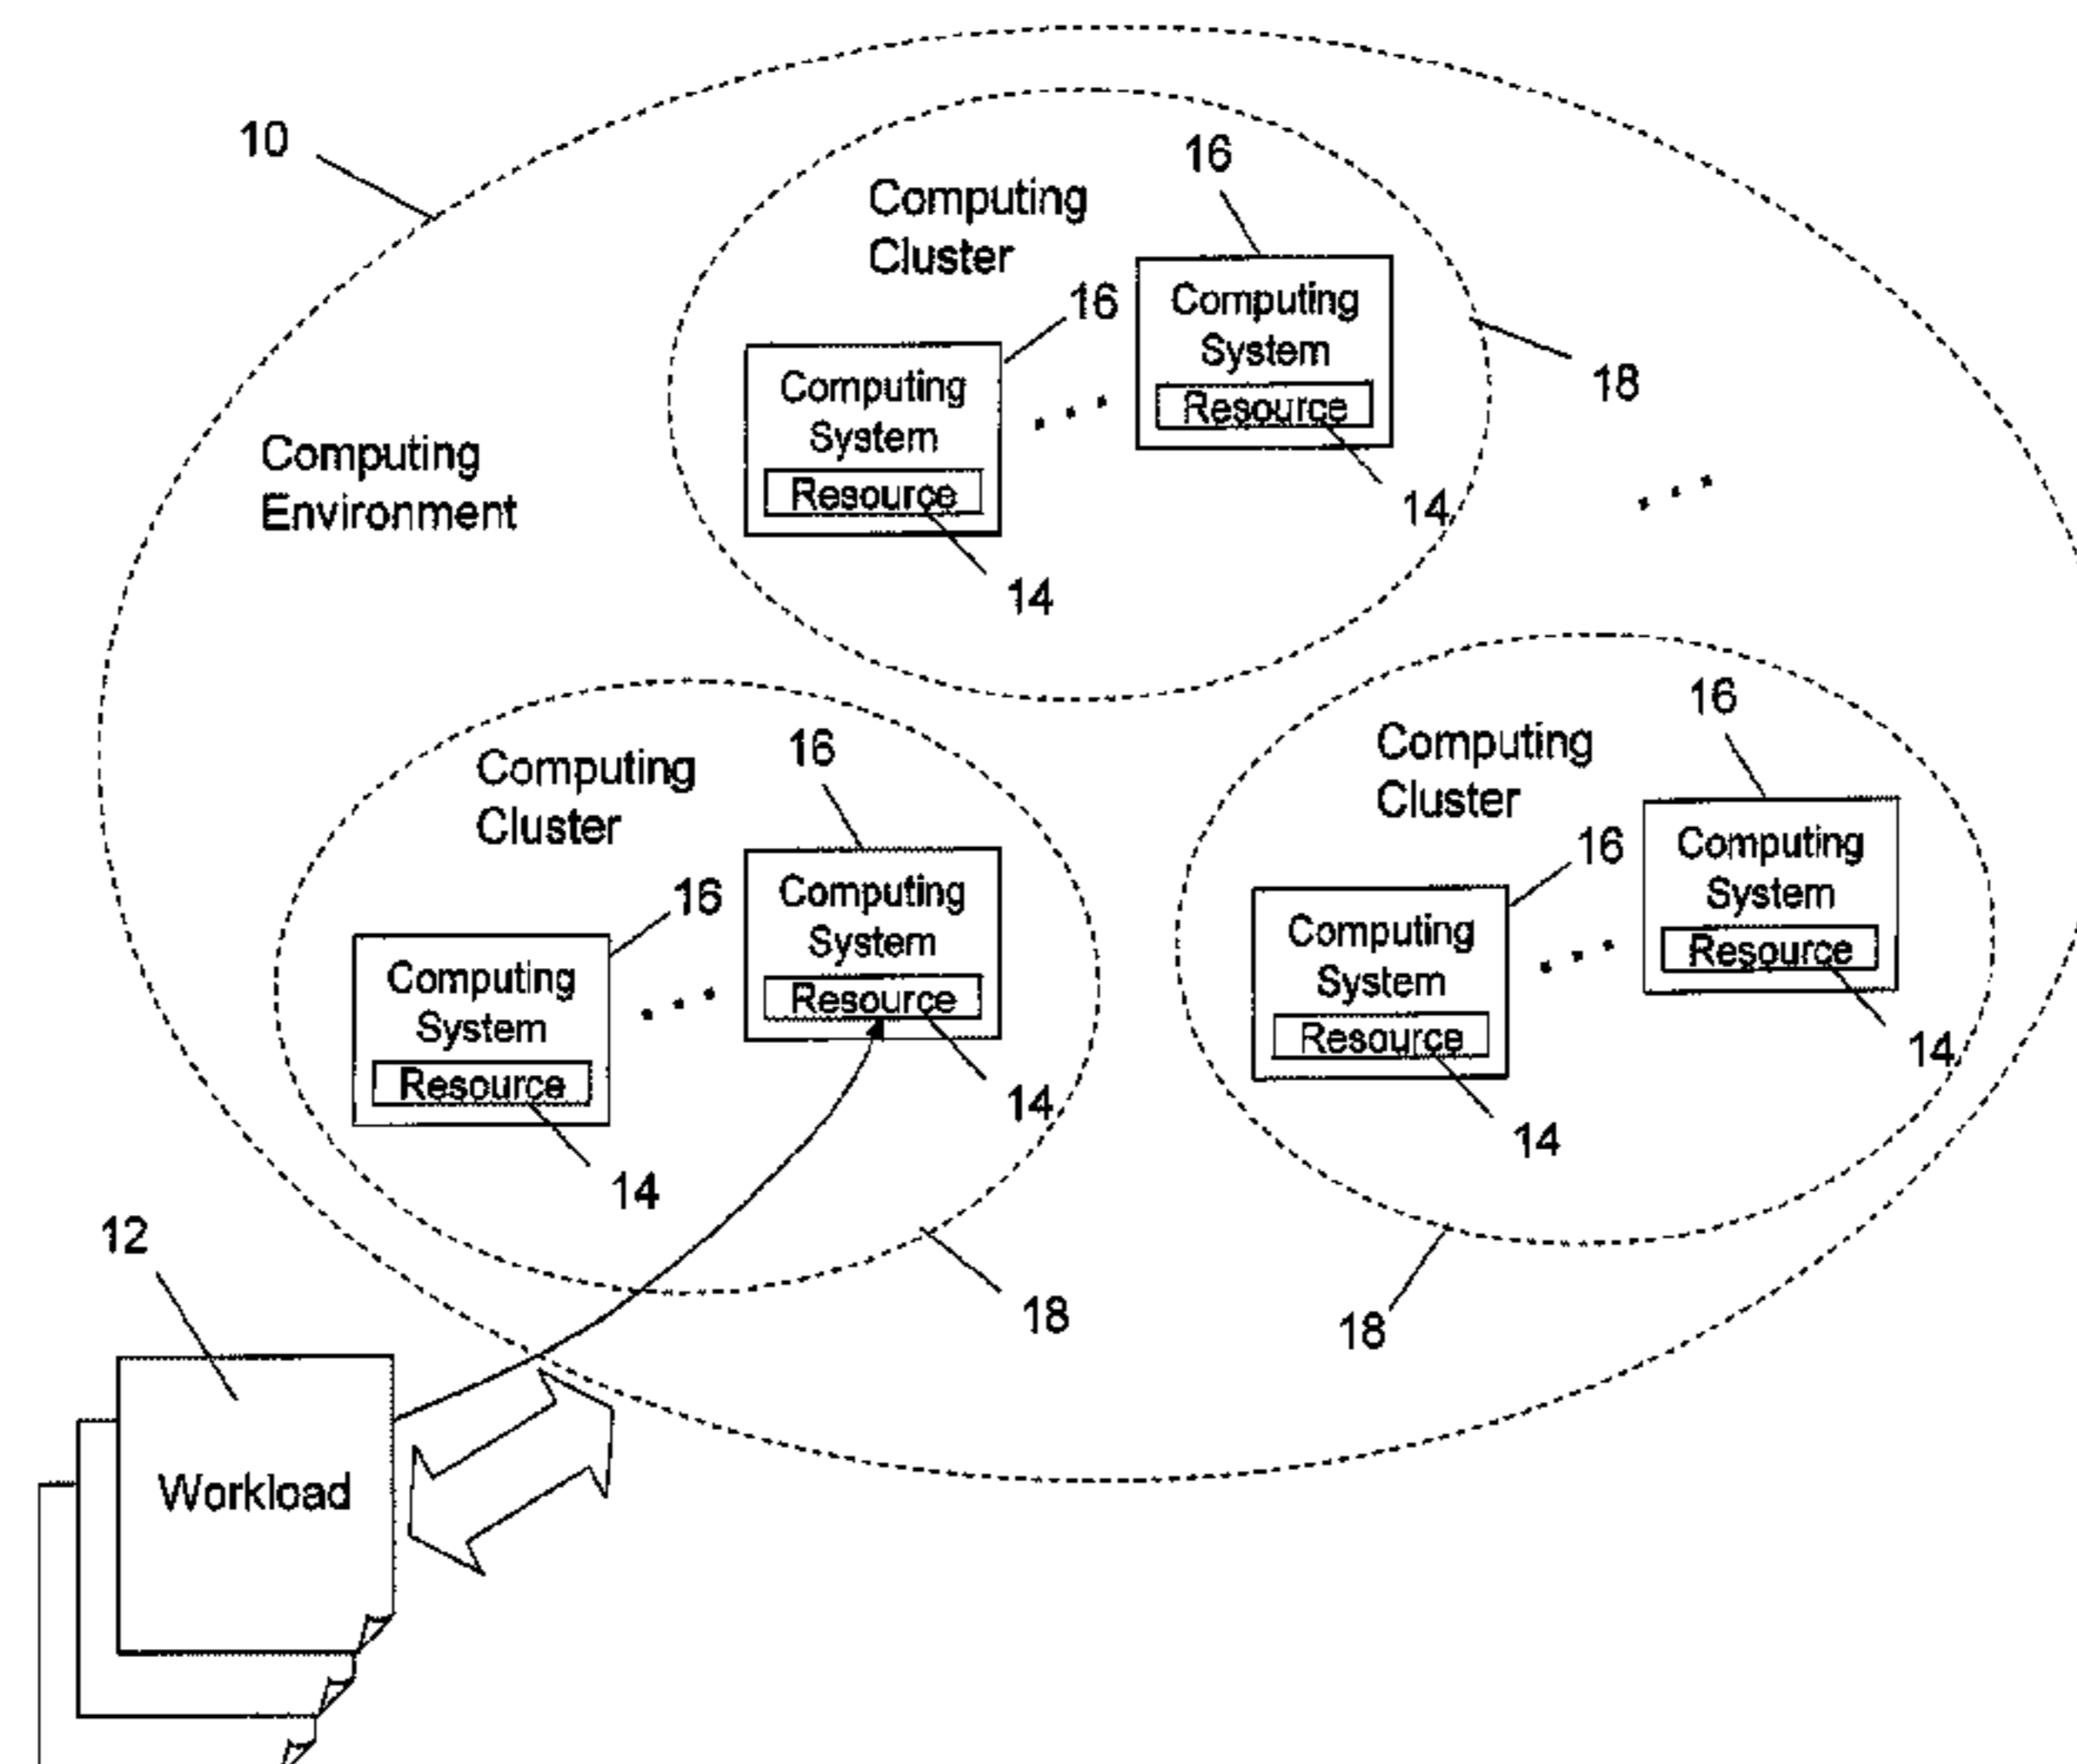 10
16
Computing
Cluster
16
Computing
System
Resource
18
Computing
System
Resource
14
14
Computing
Environment
16
Computing
Cluster
16
Computing
System
Resource
16
Computing
System
Resource
14
14
16
Computing
Cluster
16
Computing
System
Resource
14
Computing
System
Resource
14
18
18
12
Workload